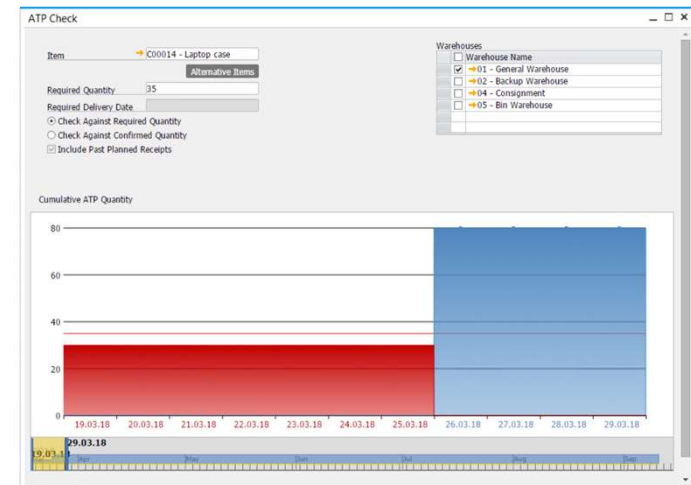 ATP Check
Item C00014 - Laptop case
Alternative Items
Required Quantity 35
Required Delivery Date
Check Against Required Quantity
Check Against Confirmed Quantity
Include Past Planned Receipts
Warehouses
Warehouse Name
01 - General Warehouse
02 - Backup Warehouse
04 - Consignment
05 - Bin Warehouse
Cumulative ATP Quantity
80
60
40
20
0
19.03.18 20.03.18 21.03.18 22.03.18 23.03.18 24.03.18 25.03.18 26.03.18 27.03.18 28.03.18 29.03.18
29.03.18
19.03.18
Apr May Jun Jul Aug Sep